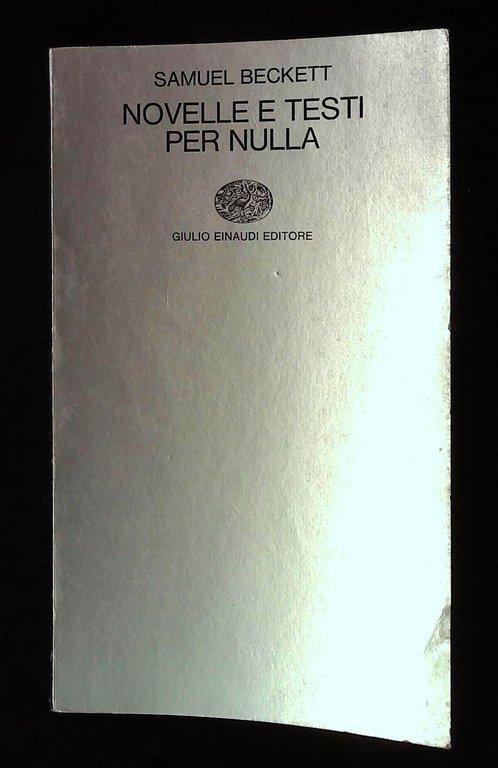 SAMUEL BECKETT
NOVELLE E TESTI
PER NULLA
GIULIO EINAUDI EDITORE